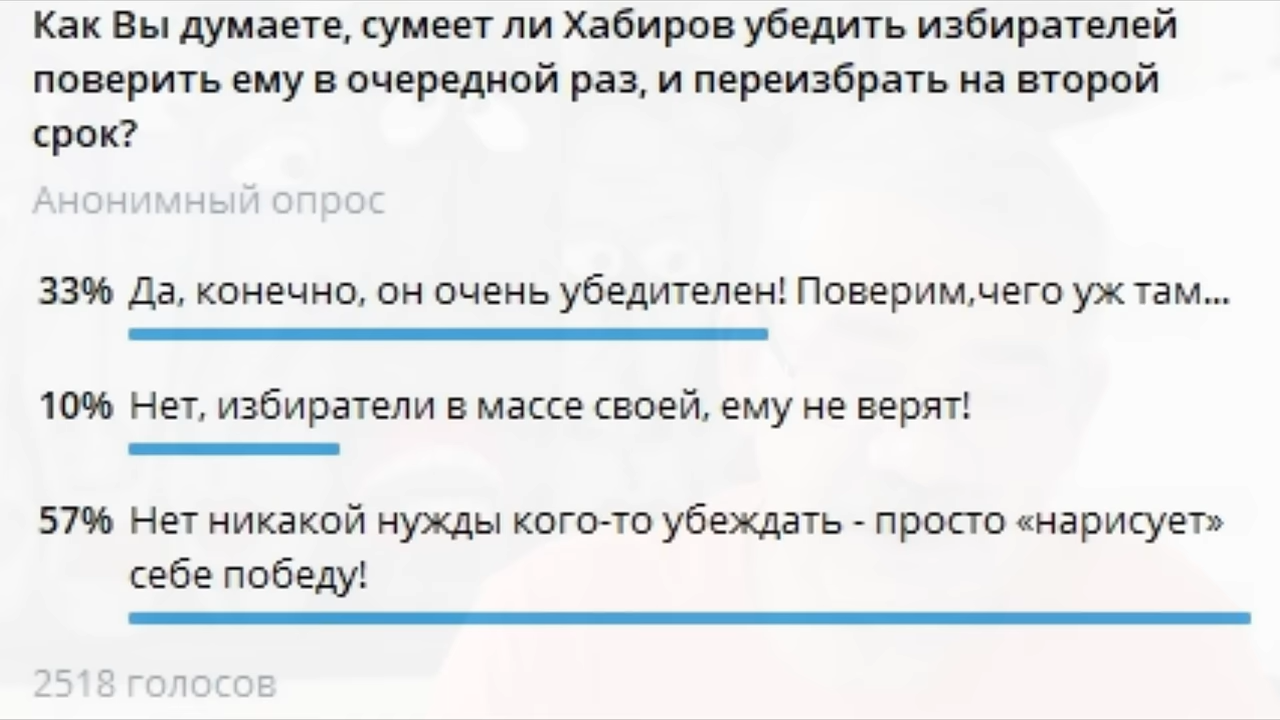 Как Вы думаете, сумеет ли Хабиров убедить избирателей
поверить ему в очередной раз, и переизбрать на второй
срок?
Анонимный опрос
33% Да, конечно, он очень убедителен! Поверим,чего уж там...
10% Нет, избиратели в массе своей, ему не верят!
57% Нет никакой нужды кого-то убеждать - просто «нарисует»
себе победу!
2518 голосов